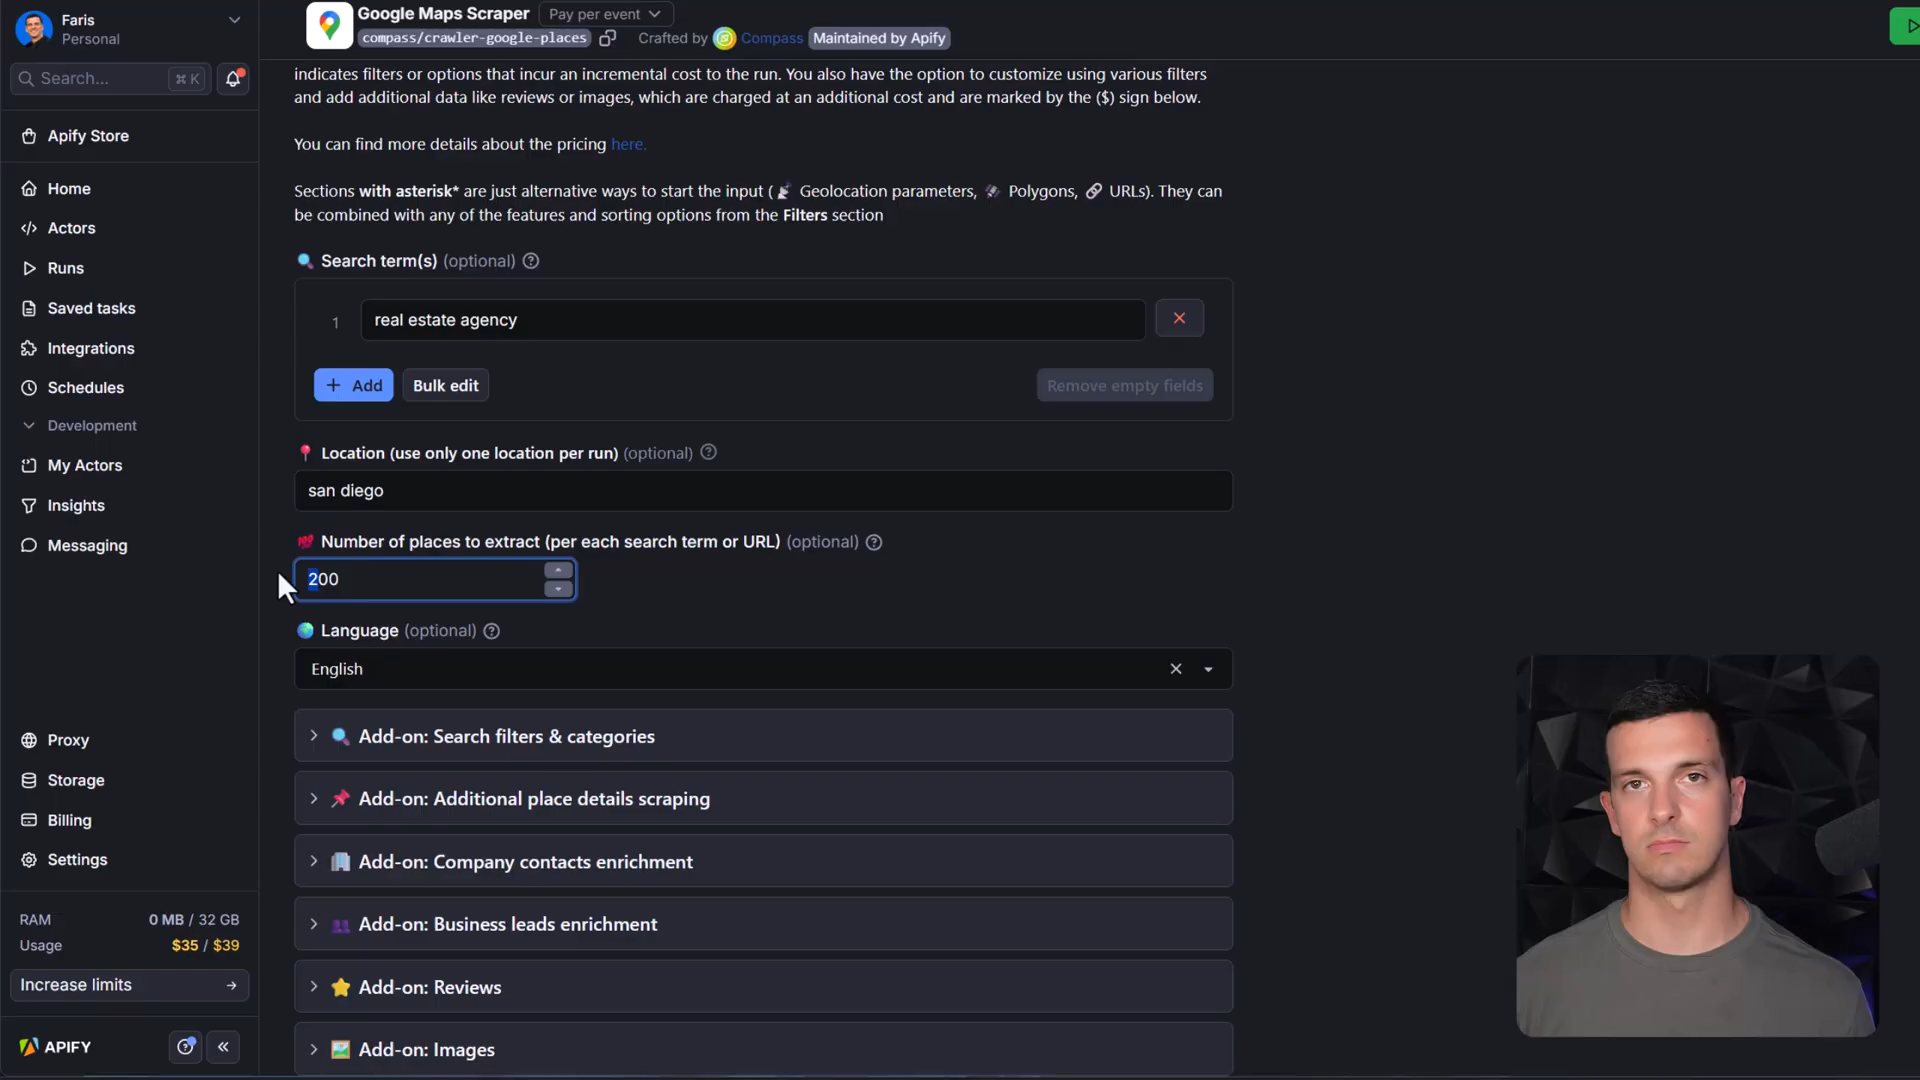 Faris
Personal
Search...
⌘ K
Apify Store
Home
Actors
Runs
Saved tasks
Integrations
Schedules
Development
My Actors
Insights
Messaging
Proxy
Storage
Billing
Settings
RAM
0 MB / 32 GB
Usage
$35 / $39
Increase limits
APIFY
Google Maps Scraper
Pay per event
compass/crawler-google-places
Crafted by
Compass
Maintained by Apify
indicates filters or options that incur an incremental cost to the run. You also have the option to customize using various filters
and add additional data like reviews or images, which are charged at an additional cost and are marked by the ($) sign below.
You can find more details about the pricing here.
Sections with asterisk* are just alternative ways to start the input ( Geolocation parameters, Polygons, URLs). They can
be combined with any of the features and sorting options from the Filters section
Search term(s) (optional)
1
real estate agency
Add
Bulk edit
Remove empty fields
Location (use only one location per run) (optional)
san diego
Number of places to extract (per each search term or URL) (optional)
200
Language (optional)
English
Add-on: Search filters & categories
Add-on: Additional place details scraping
Add-on: Company contacts enrichment
Add-on: Business leads enrichment
Add-on: Reviews
Add-on: Images